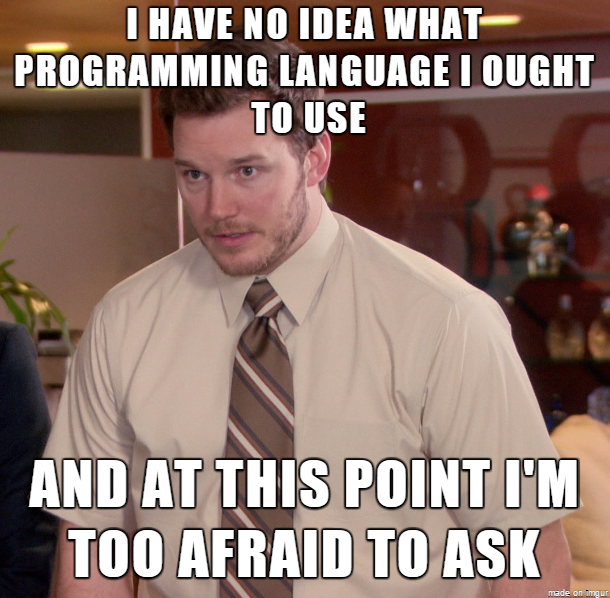 I HAVE NO IDEA WHAT
PROGRAMMING LANGUAGE I OUGHT
TO USE
AND AT THIS POINT I'M
TOO AFRAID TO ASK
made on imgur